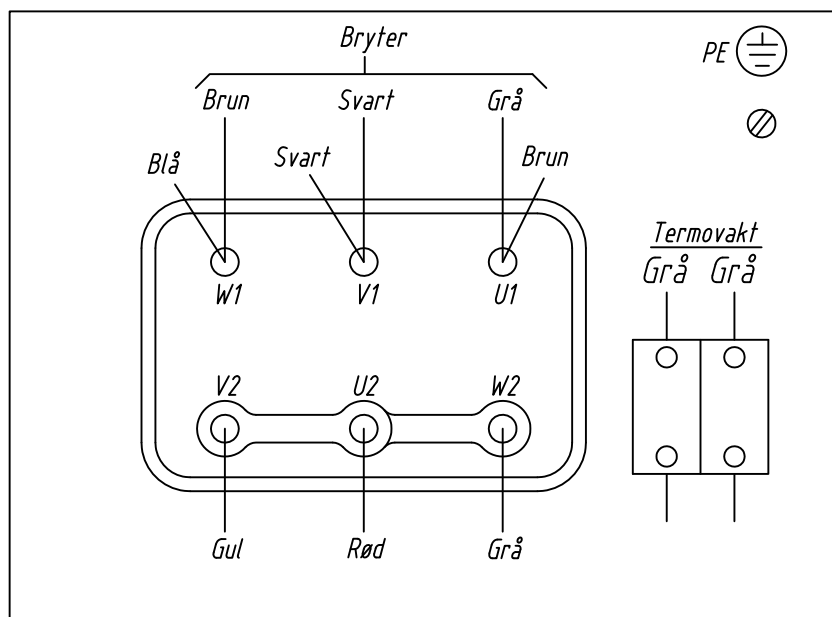 Bryter
PE
Brun Svart Grå
Blå Svart Brun
Termovakt
Grå Grå
W1 V1 U1
V2 U2 W2
Gul Rød Grå